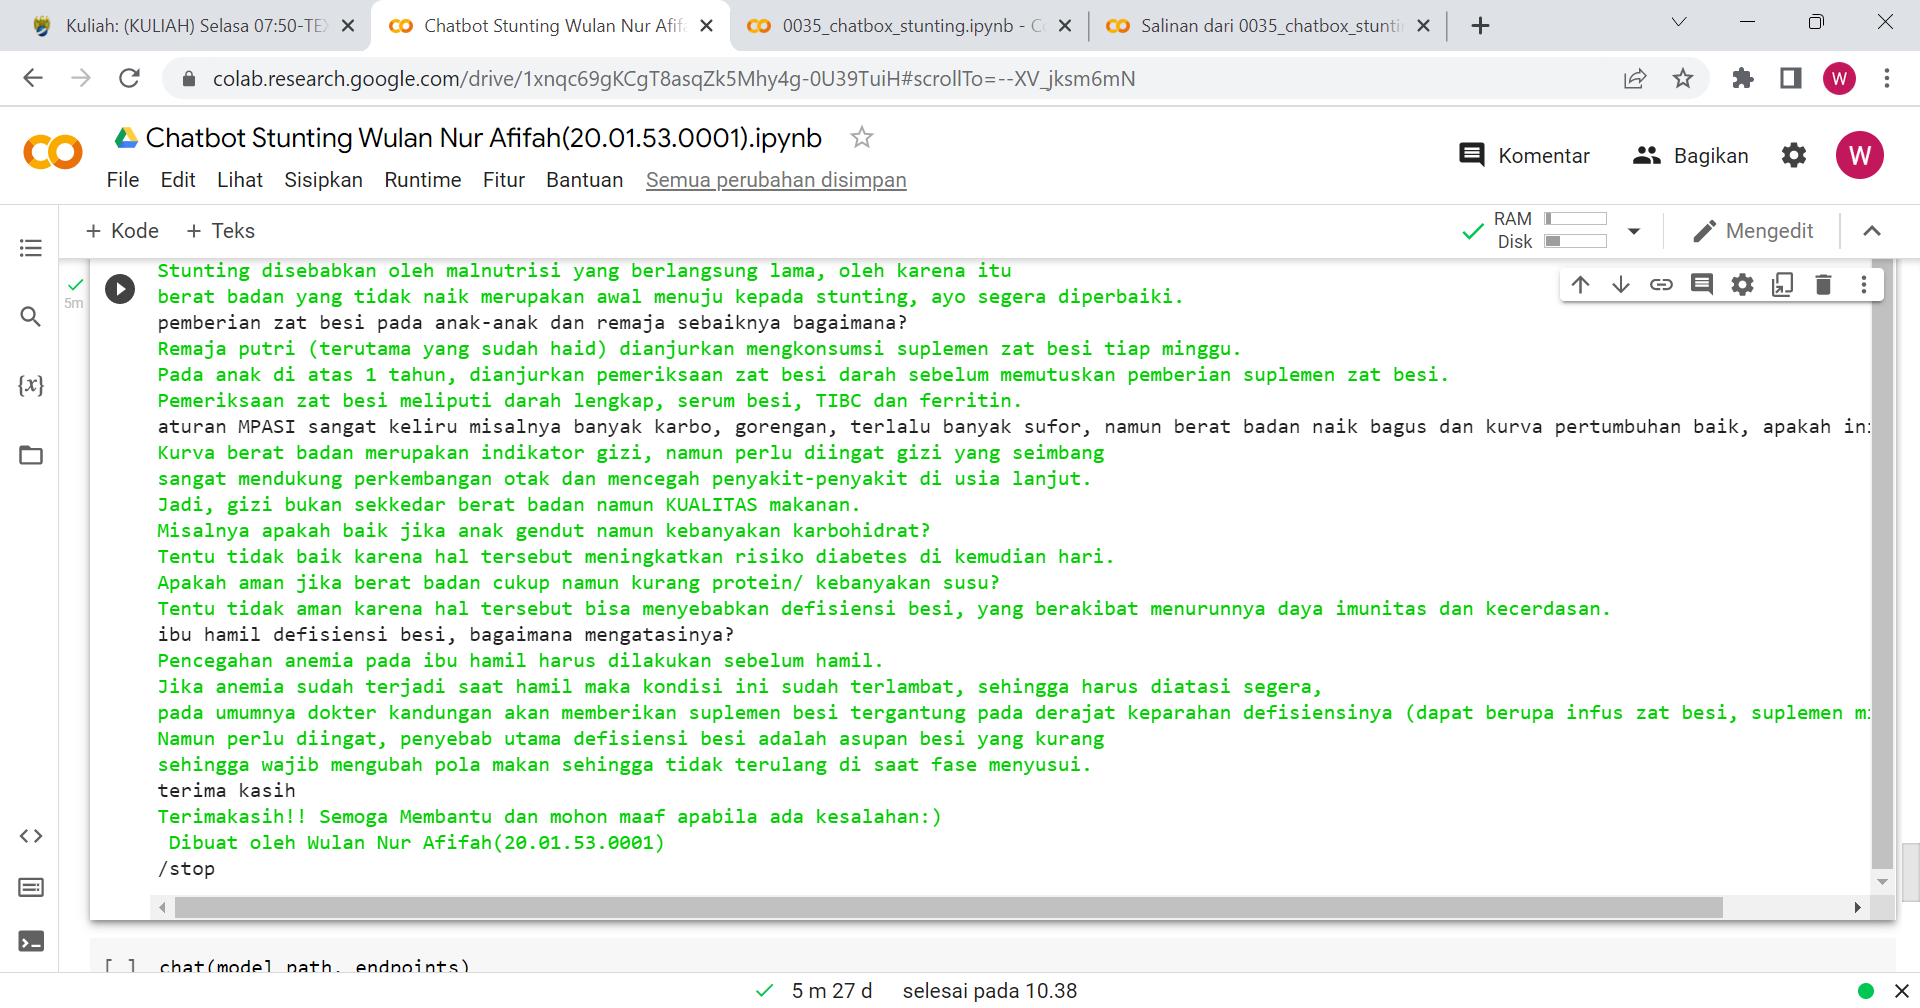 Kuliah: (KULIAH) Selasa 07:50-TE
Chatbot Stunting Wulan Nur Afif
0035_chatbox_stunting.ipynb - C
Salinan dari 0035_chatbox_stunti
colab.research.google.com/drive/1xnqc69gKCgT8asqZk5Mhy4g-0U39TuiH#scrollTo=--XV_jksm6mN
W
Chatbot Stunting Wulan Nur Afifah(20.01.53.0001).ipynb
Komentar
Bagikan
W
File Edit Lihat Sisipkan Runtime Fitur Bantuan Semua perubahan disimpan
+ Kode + Teks
RAM
Disk
Mengedit
5m
Stunting disebabkan oleh malnutrisi yang berlangsung lama, oleh karena itu
berat badan yang tidak naik merupakan awal menuju kepada stunting, ayo segera diperbaiki.
pemberian zat besi pada anak-anak dan remaja sebaiknya bagaimana?
Remaja putri (terutama yang sudah haid) dianjurkan mengkonsumsi suplemen zat besi tiap minggu.
Pada anak di atas 1 tahun, dianjurkan pemeriksaan zat besi darah sebelum memutuskan pemberian suplemen zat besi.
Pemeriksaan zat besi meliputi darah lengkap, serum besi, TIBC dan ferritin.
aturan MPASI sangat keliru misalnya banyak karbo, gorengan, terlalu banyak sufor, namun berat badan naik bagus dan kurva pertumbuhan baik, apakah in
Kurva berat badan merupakan indikator gizi, namun perlu diingat gizi yang seimbang
sangat mendukung perkembangan otak dan mencegah penyakit-penyakit di usia lanjut.
Jadi, gizi bukan sekkedar berat badan namun KUALITAS makanan.
Misalnya apakah baik jika anak gendut namun kebanyakan karbohidrat?
Tentu tidak baik karena hal tersebut meningkatkan risiko diabetes di kemudian hari.
Apakah aman jika berat badan cukup namun kurang protein/ kebanyakan susu?
Tentu tidak aman karena hal tersebut bisa menyebabkan defisiensi besi, yang berakibat menurunnya daya imunitas dan kecerdasan.
ibu hamil defisiensi besi, bagaimana mengatasinya?
Pencegahan anemia pada ibu hamil harus dilakukan sebelum hamil.
Jika anemia sudah terjadi saat hamil maka kondisi ini sudah terlambat, sehingga harus diatasi segera,
pada umumnya dokter kandungan akan memberikan suplemen besi tergantung pada derajat keparahan defisiensinya (dapat berupa infus zat besi, suplemen m
Namun perlu diingat, penyebab utama defisiensi besi adalah asupan besi yang kurang
sehingga wajib mengubah pola makan sehingga tidak terulang di saat fase menyusui.
terima kasih
Terimakasih!! Semoga Membantu dan mohon maaf apabila ada kesalahan:)
Dibuat oleh Wulan Nur Afifah(20.01.53.0001)
/stop
[ ] chat(model_path, endpoints)
5 m 27 d selesai pada 10.38